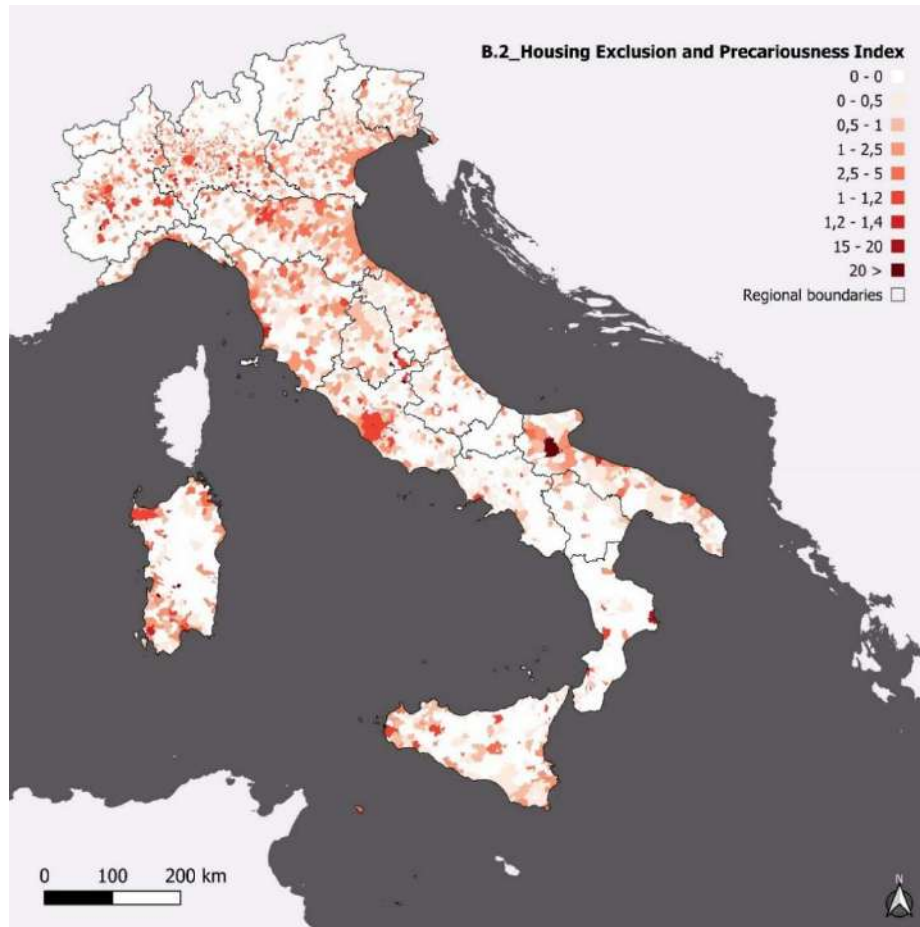 B.2_Housing Exclusion and Precariousness Index
0 - 0
0 - 0,5
0,5 - 1
1 - 2,5
2,5 - 5
1 - 1,2
1,2 - 1,4
15 - 20
20 >
Regional boundaries
0 100 200 km
N